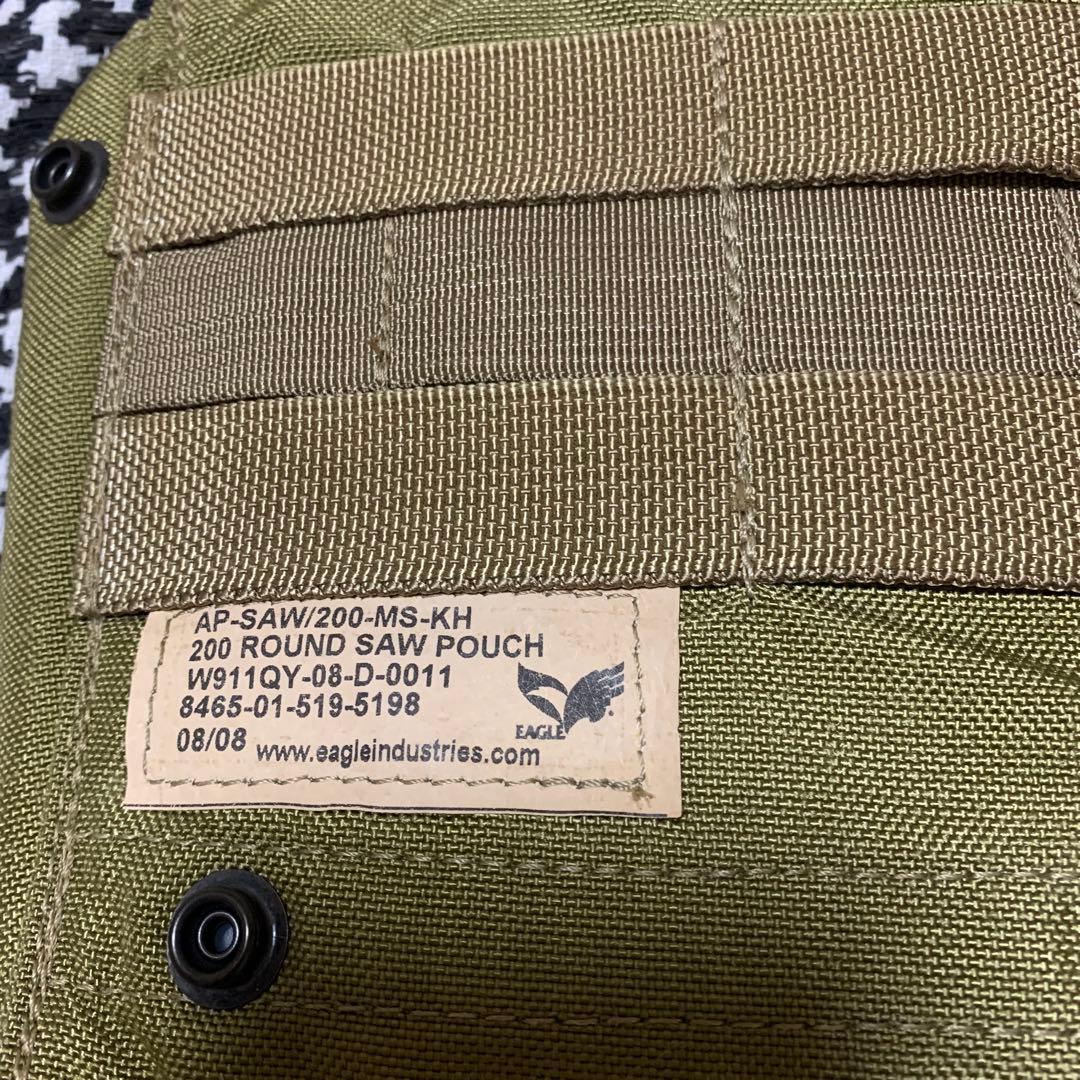 AP-SAW/200-MS-KH
200 ROUND SAW POUCH
W911QY-08-D-0011
8465-01-519-5198
EAGLE
08/08 www.eagleindustries.com